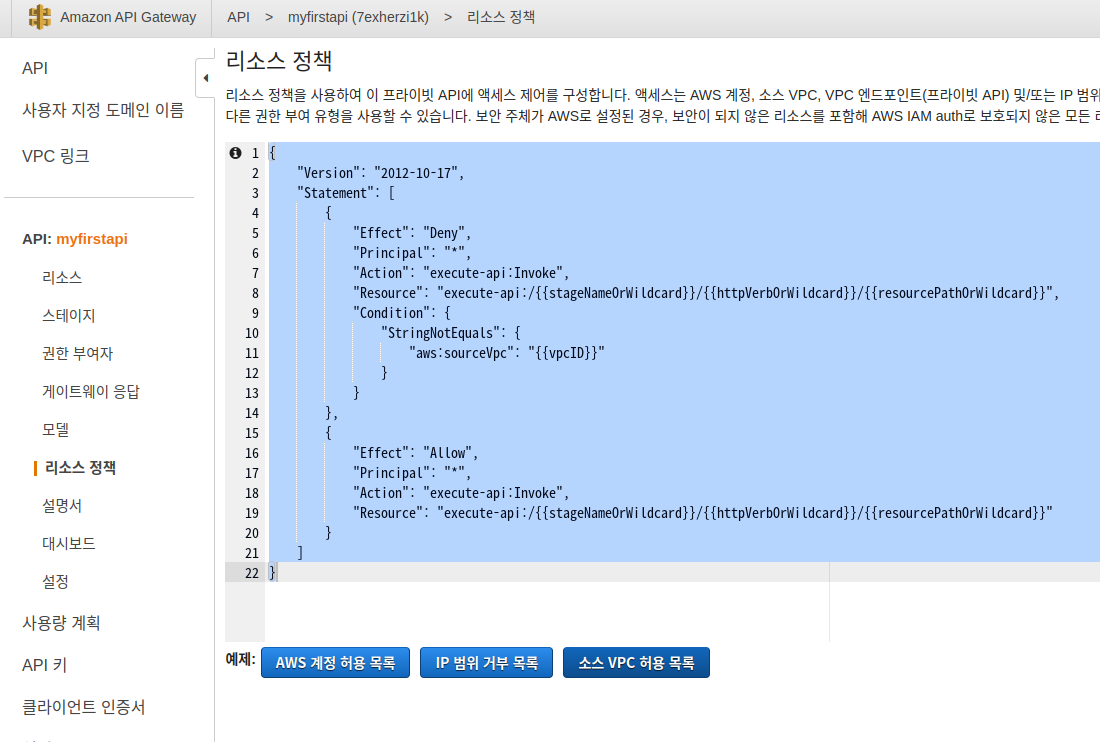 Amazon API Gateway
API > myfirstapi (7exherzi1k) > 리소스 정책
API
사용자 지정 도메인 이름
VPC 링크
API: myfirstapi
리소스
스테이지
권한 부여자
게이트웨이 응답
모델
리소스 정책
설명서
대시보드
설정
사용량 계획
API 키
클라이언트 인증서
리소스 정책
리소스 정책을 사용하여 이 프라이빗 API에 액세스 제어를 구성합니다. 액세스는 AWS 계정, 소스 VPC, VPC 엔드포인트(프라이빗 API) 및/또는 IP 범위
다른 권한 부여 유형을 사용할 수 있습니다. 보안 주체가 AWS로 설정된 경우, 보안이 되지 않은 리소스를 포함해 AWS IAM auth로 보호되지 않은 모든
1 {
2 "Version": "2012-10-17",
3 "Statement": [
4 {
5 "Effect": "Deny",
6 "Principal": "*",
7 "Action": "execute-api:Invoke",
8 "Resource": "execute-api:/{{stageNameOrWildcard}}/{{httpVerbOrWildcard}}/{{resourcePathOrWildcard}}",
9 "Condition": {
10 "StringNotEquals": {
11 "aws:sourceVpc": "{{vpcID}}"
12 }
13 }
14 },
15 {
16 "Effect": "Allow",
17 "Principal": "*",
18 "Action": "execute-api:Invoke",
19 "Resource": "execute-api:/{{stageNameOrWildcard}}/{{httpVerbOrWildcard}}/{{resourcePathOrWildcard}}"
20 }
21 ]
22 }
예제: AWS 계정 허용 목록 IP 범위 거부 목록 소스 VPC 허용 목록